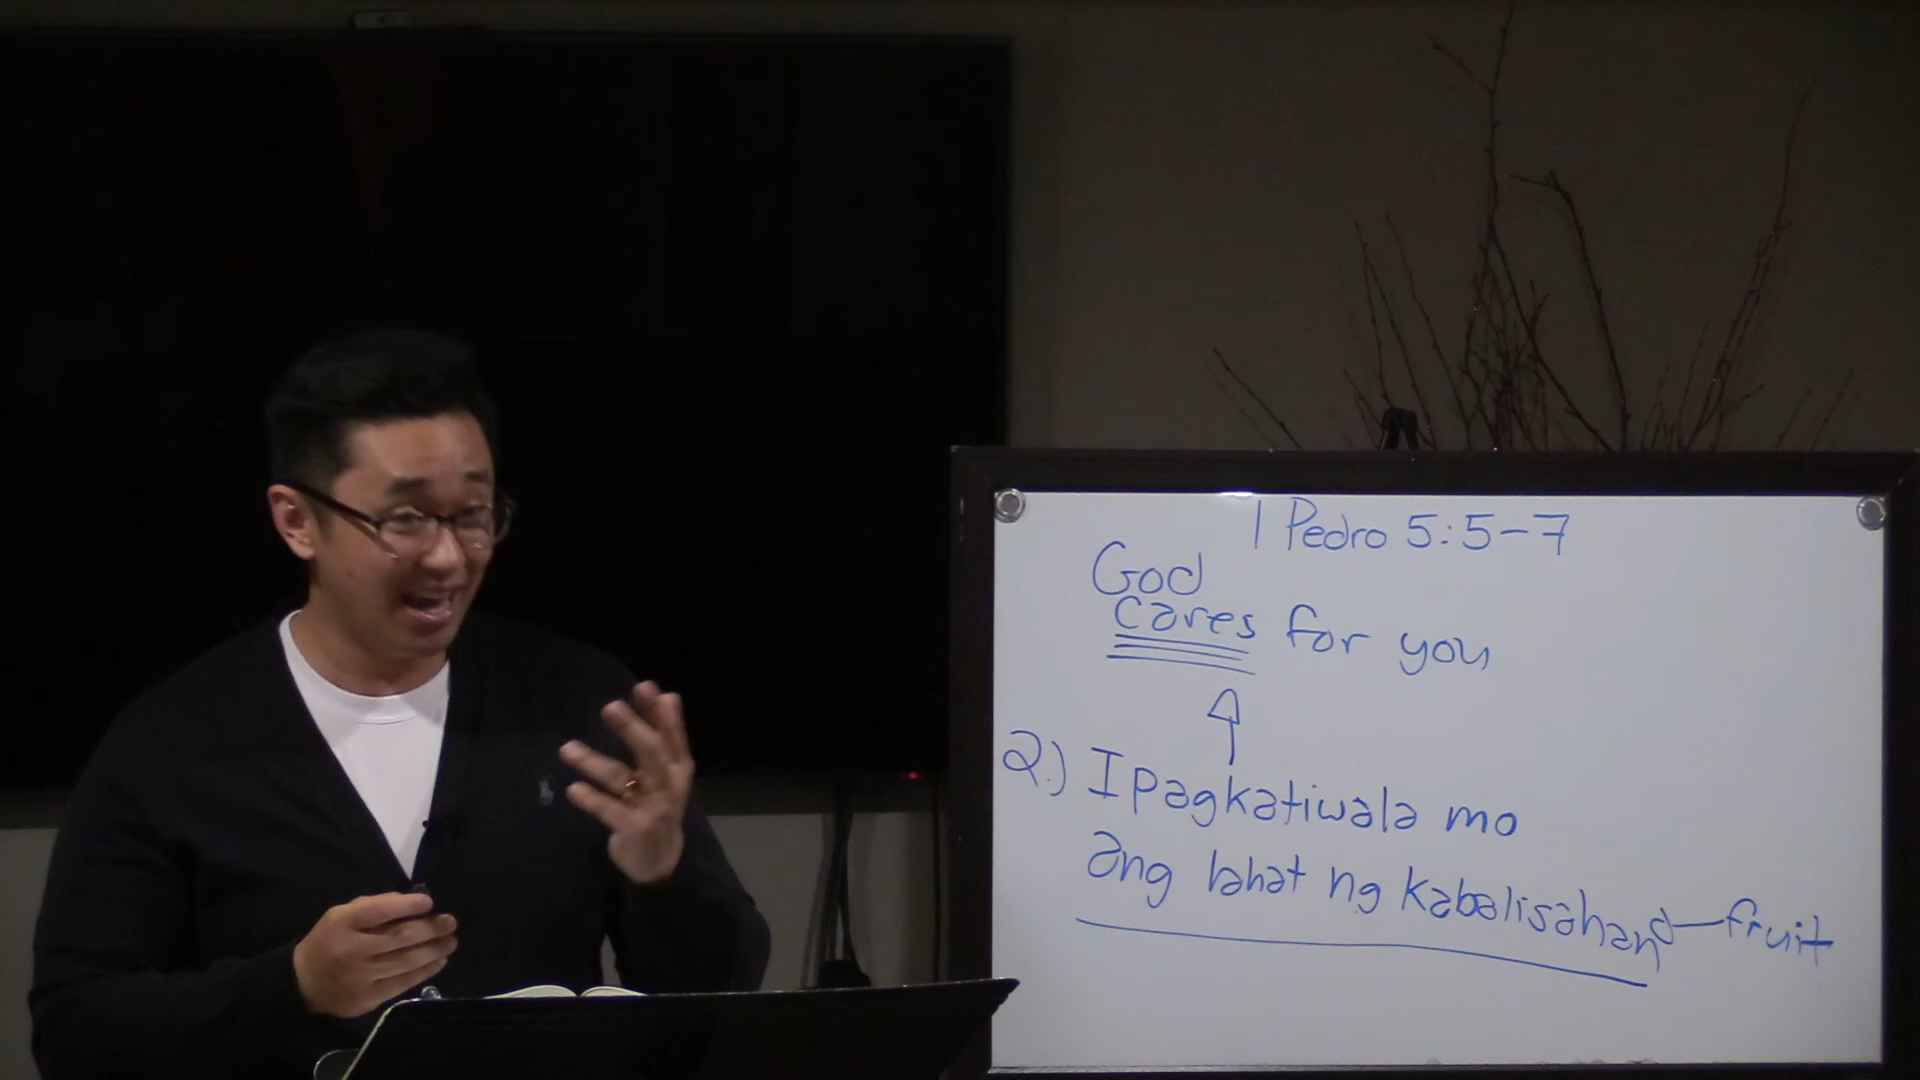 1 Pedro 5:5-7
God
cares for you
2.) Ipagkatiwala mo
ang lahat ng kabalisahan - fruit